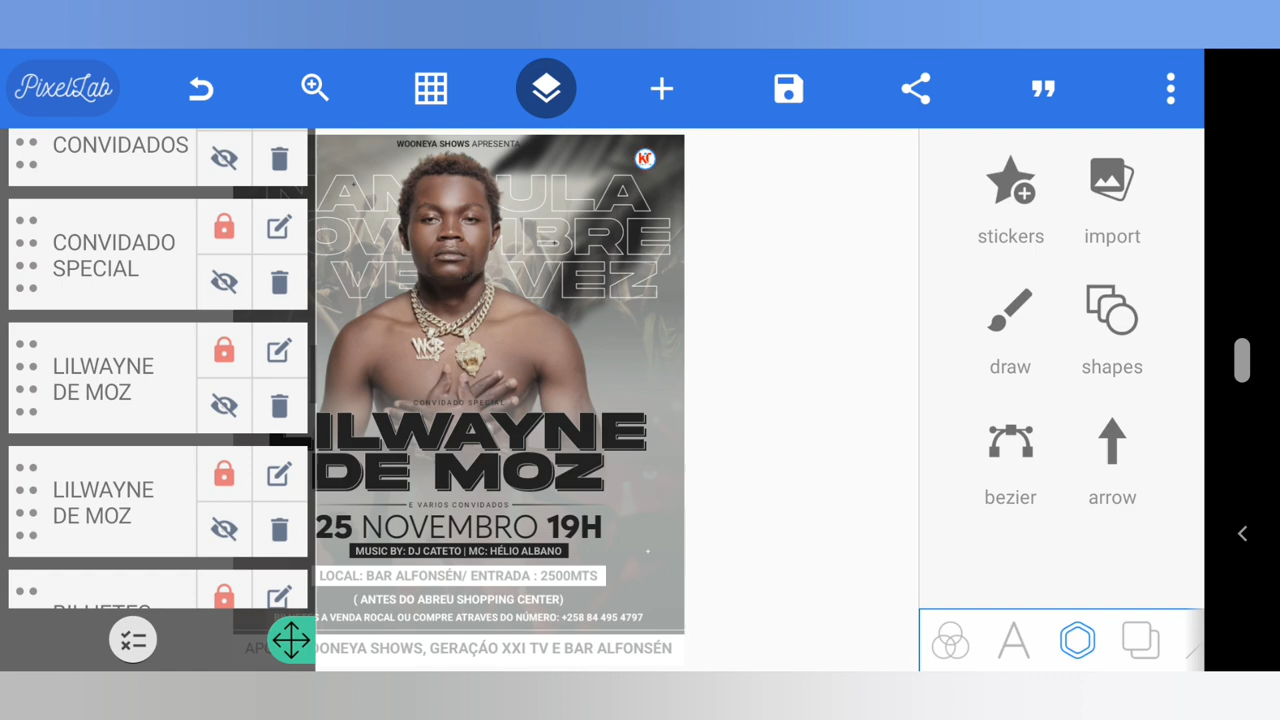 PixelLab
CONVIDADOS
CONVIDADO
SPECIAL
LILWAYNE
DE MOZ
LILWAYNE
DE MOZ
WOONEYA SHOWS APRESENTA
LILWAYNE
DE MOZ
CONVIDADO SPECIAL
E VARIOS CONVIDADOS
25 NOVEMBRO 19H
MUSIC BY: DJ CATETO | MC: HÉLIO ALBANO
LOCAL: BAR ALFONSÉN/ ENTRADA : 2500MTS
( ANTES DO ABREU SHOPPING CENTER)
A VENDA ROCAL OU COMPRE ATRAVES DO NÚMERO: +258 84 495 4797
OONEYA SHOWS, GERAÇÁO XXI TV E BAR ALFONSÉN
stickers
import
draw
shapes
bezier
arrow